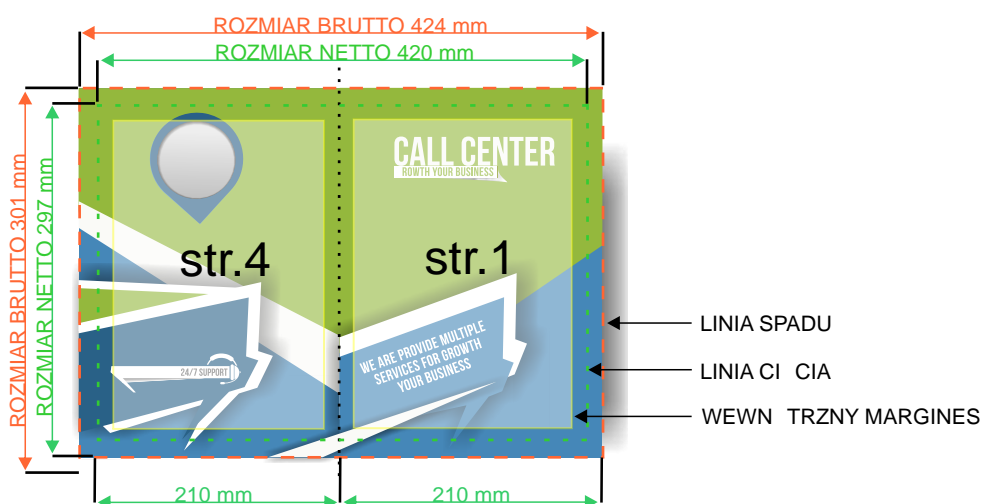 ROZMIAR BRUTTO 424 mm
ROZMIAR NETTO 420 mm
ROZMIAR BRUTTO 301 mm
ROZMIAR NETTO 297 mm
CALL CENTER
ROWTH YOUR BUSINESS
str.4
str.1
WE ARE PROVIDE MULTIPLE
SERVICES FOR GROWTH
YOUR BUSINESS
24/7 SUPPORT
LINIA SPADU
LINIA CI CIA
WEWN TRZNY MARGINES
210 mm
210 mm